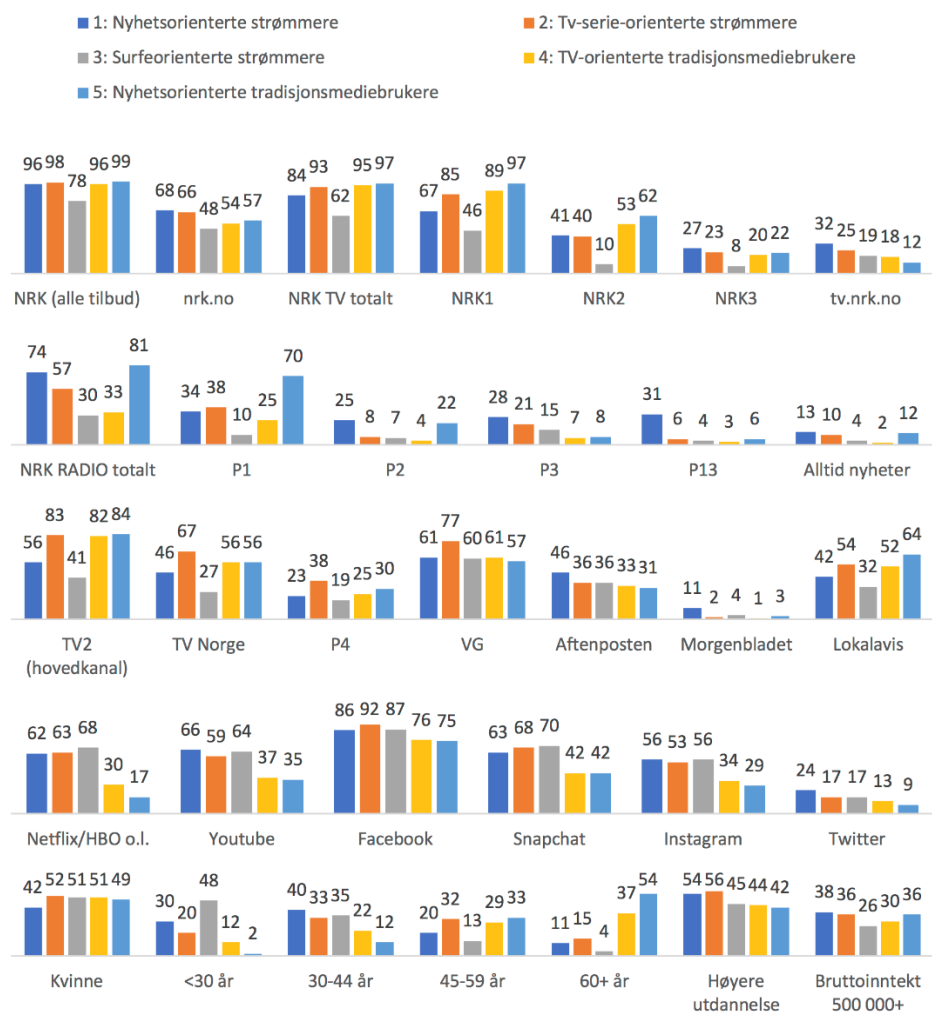 1: Nyhetsorienterte strømmere
2: Tv-serie-orienterte strømmere
3: Surfeorienterte strømmere
4: TV-orienterte tradisjonsmediebrukere
5: Nyhetsorienterte tradisjonsmediebrukere
96 98 78 96 99 68 66 48 54 57 84 93 62 95 97 67 85 46 89 97 41 40 10 53 62 27 23 8 20 22 32 25 19 18 12
NRK (alle tilbud) nrk.no NRK TV totalt NRK1 NRK2 NRK3 tv.nrk.no
74 57 30 33 81 34 38 10 25 70 25 8 7 4 22 28 21 15 7 8 31 6 4 3 6 13 10 4 2 12
NRK RADIO totalt P1 P2 P3 P13 Alltid nyheter
56 83 41 82 84 46 67 27 56 56 23 38 19 25 30 61 77 60 61 57 46 36 36 33 31 11 2 4 1 3 42 54 32 52 64
TV2 TV Norge P4 VG Aftenposten Morgenbladet Lokalavis
(hovedkanal)
62 63 68 30 17 66 59 64 37 35 86 92 87 76 75 63 68 70 42 42 56 53 56 34 29 24 17 17 13 9
Netflix/HBO o.l. Youtube Facebook Snapchat Instagram Twitter
42 52 51 51 49 30 20 48 12 2 40 33 35 22 12 20 32 13 29 33 11 15 4 37 54 54 56 45 44 42 38 36 26 30 36
Kvinne <30 år 30-44 år 45-59 år 60+ år Høyere Bruttoinntekt
utdannelse 500 000+